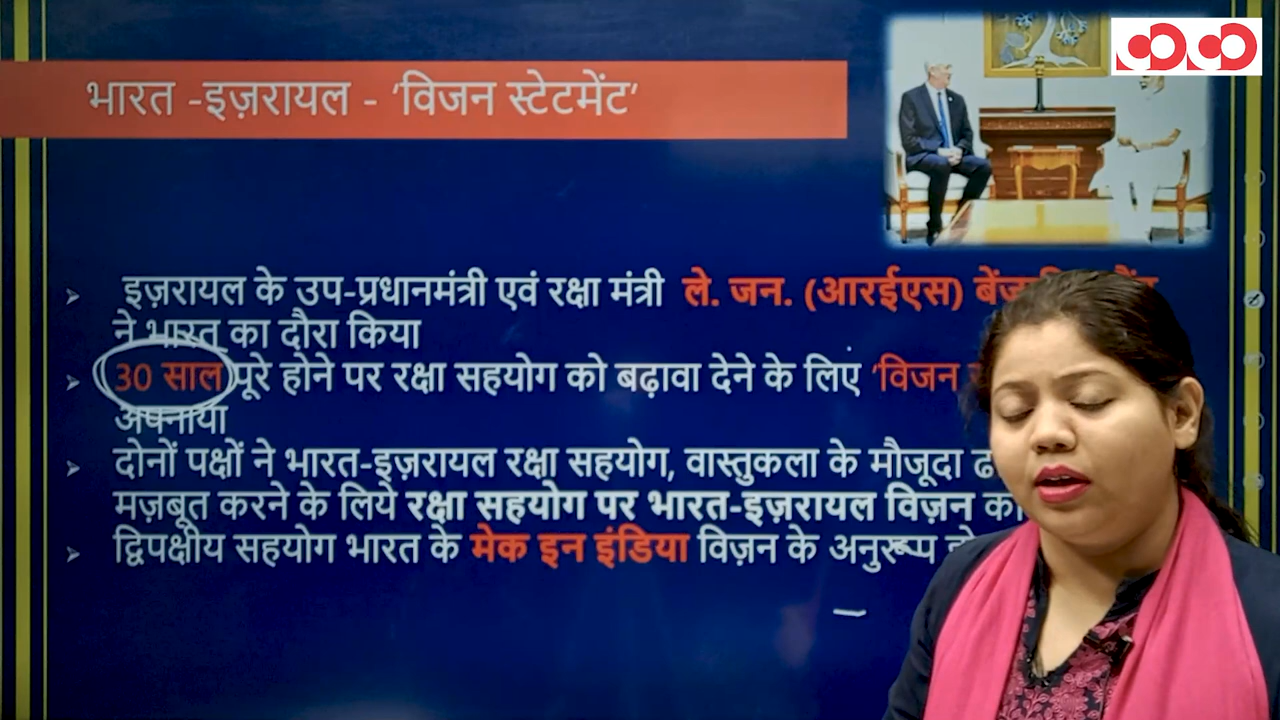 भारत -इज़रायल - ‘विजन स्टेटमेंट’
इज़रायल के उप-प्रधानमंत्री एवं रक्षा मंत्री ले. जन. (आरईएस)
ने भारत का दौरा किया
30 साल पूरे होने पर रक्षा सहयोग को बढ़ावा देने के लिए ‘विजन
अपनाया
दोनों पक्षों ने भारत-इज़रायल रक्षा सहयोग, वास्तुकला के मौजूदा
मज़बूत करने के लिये रक्षा सहयोग पर भारत-इज़रायल विज़न
द्विपक्षीय सहयोग भारत के मेक इन इंडिया विज़न के अनुरूप